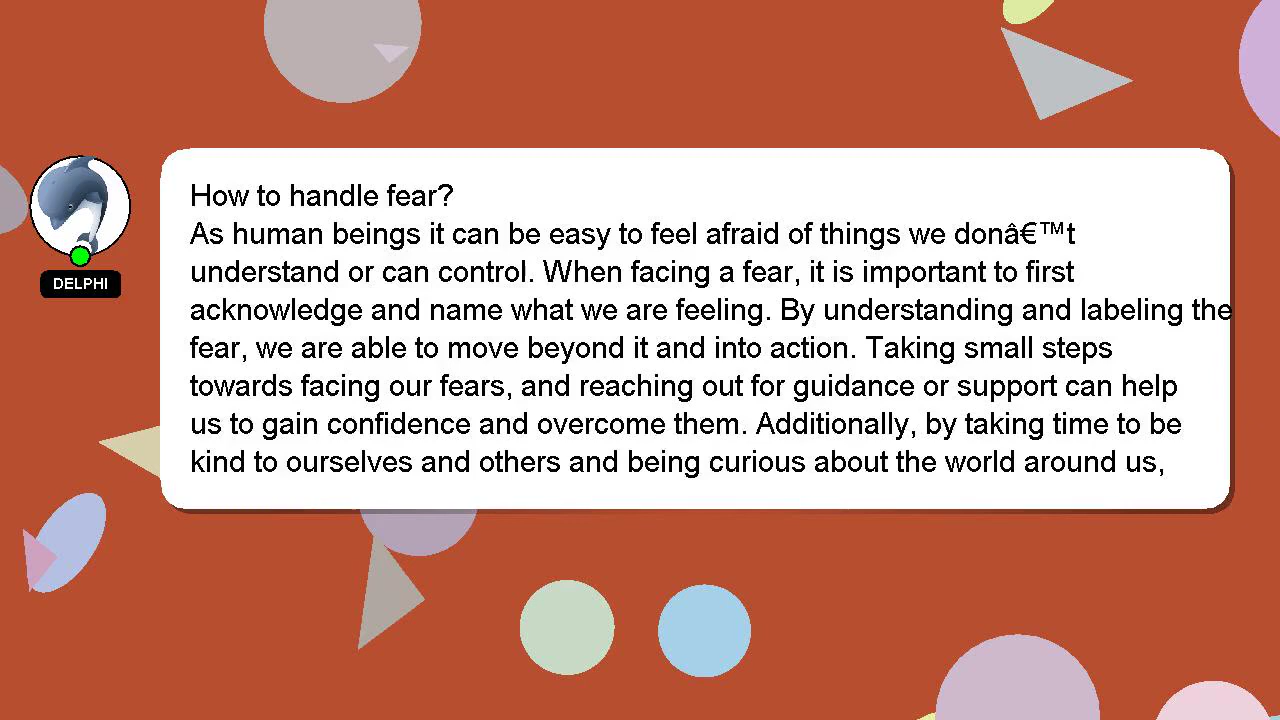 How to handle fear?
As human beings it can be easy to feel afraid of things we donâ€™t
understand or can control. When facing a fear, it is important to first
acknowledge and name what we are feeling. By understanding and labeling the
fear, we are able to move beyond it and into action. Taking small steps
towards facing our fears, and reaching out for guidance or support can help
us to gain confidence and overcome them. Additionally, by taking time to be
kind to ourselves and others and being curious about the world around us,
DELPHI